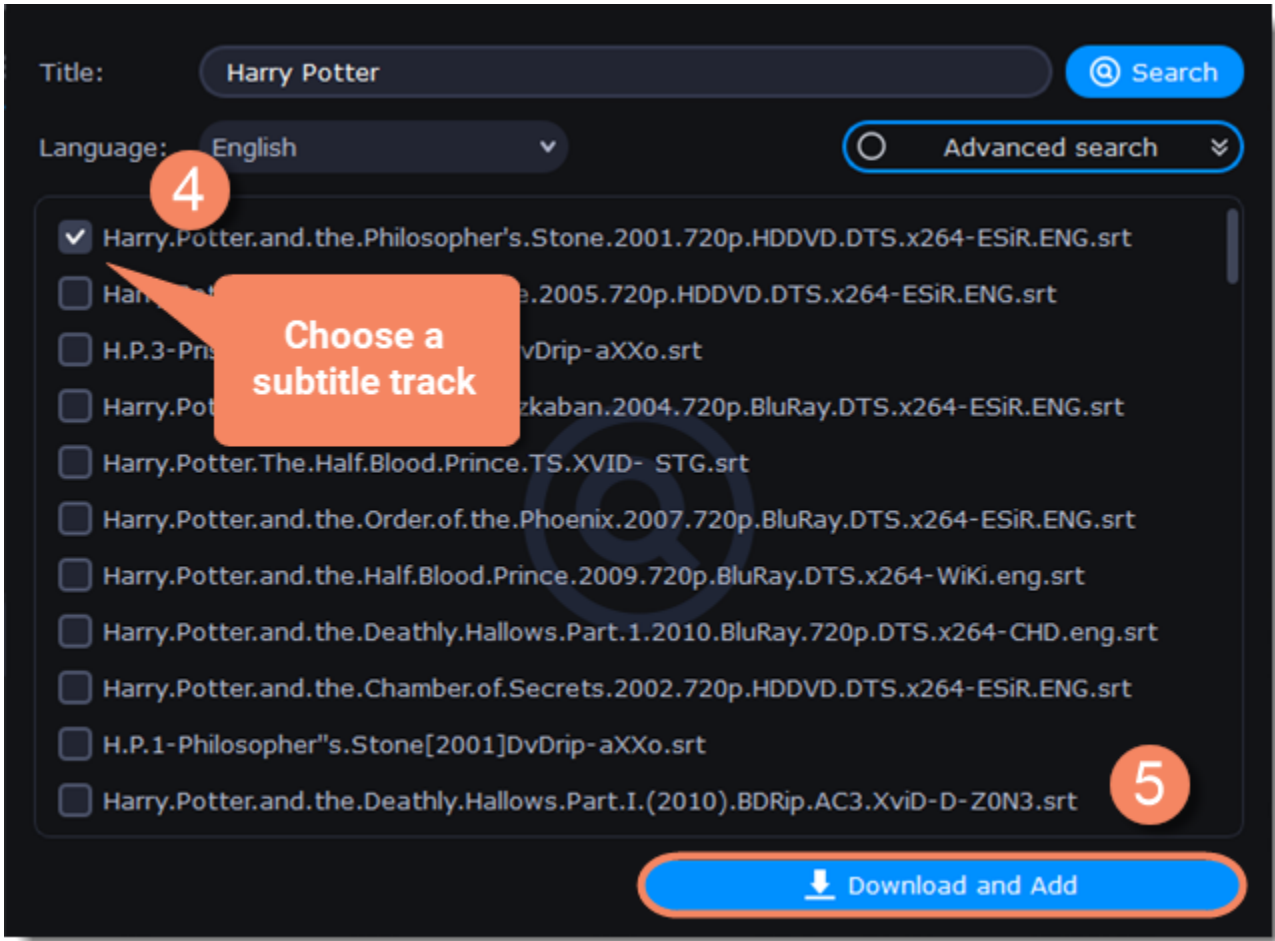 Title:
Harry Potter
Search
Language:
English
Advanced search
4
Harry.Potter.and.the.Philosopher's.Stone.2001.720p.HDDVD.DTS.x264-ESiR.ENG.srt
.2005.720p.HDDVD.DTS.x264-ESiR.ENG.srt
H.P.3- vDrip-aXXo.srt
zkaban.2004.720p.BluRay.DTS.x264-ESiR.ENG.srt
Choose a
subtitle track
Harry.Potter.The.Half.Blood.Prince.TS.XVID- STG.srt
Harry.Potter.and.the.Order.of.the.Phoenix.2007.720p.BluRay.DTS.x264-ESiR.ENG.srt
Harry.Potter.and.the.Half.Blood.Prince.2009.720p.BluRay.DTS.x264-WiKi.eng.srt
Harry.Potter.and.the.Deathly.Hallows.Part.1.2010.BluRay.720p.DTS.x264-CHD.eng.srt
Harry.Potter.and.the.Chamber.of.Secrets.2002.720p.HDDVD.DTS.x264-ESiR.ENG.srt
H.P.1-Philosopher"s.Stone[2001]DvDrip-aXXo.srt
Harry.Potter.and.the.Deathly.Hallows.Part.I.(2010).BDRip.AC3.XviD-D-Z0N3.srt
5
Download and Add